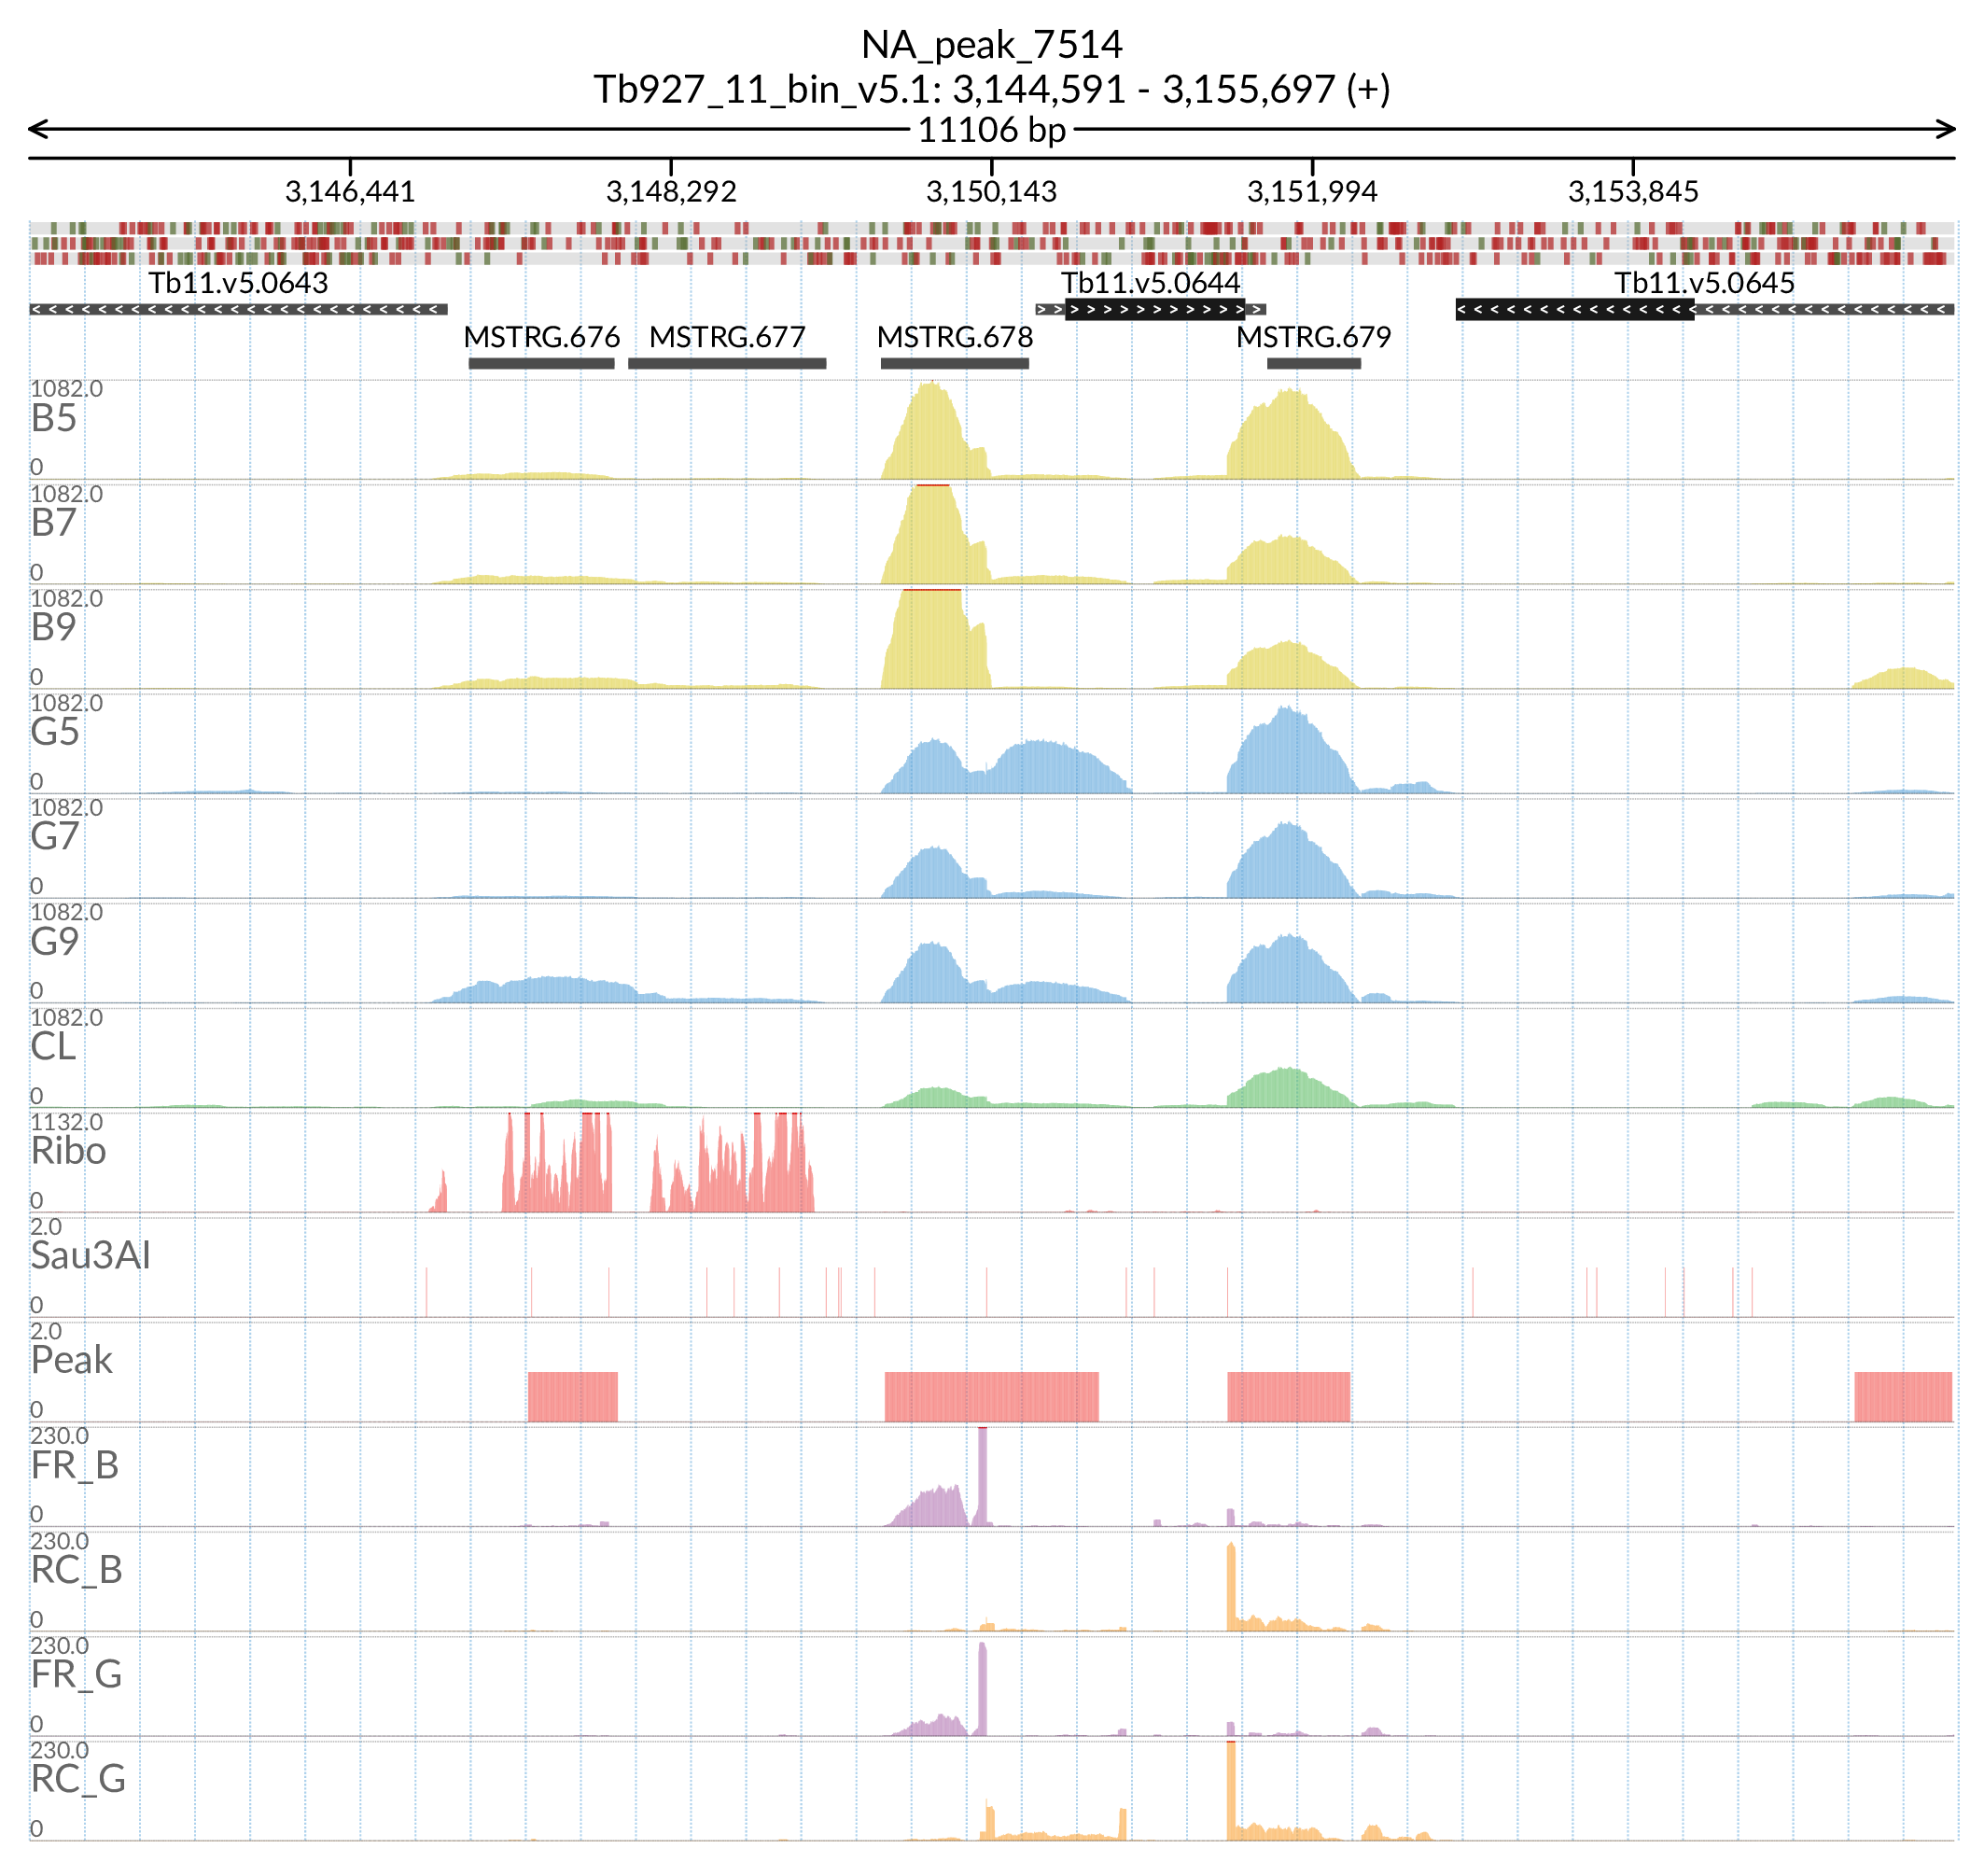 NA_peak_7514
Tb927_11_bin_v5.1: 3,144,591 - 3,155,697 (+)
11106 bp
3,146,441 3,148,292 3,150,143 3,151,994 3,153,845
Tb11.v5.0643 Tb11.v5.0644 Tb11.v5.0645
MSTRG.676 MSTRG.677 MSTRG.678 MSTRG.679
1082.0
B5
0
1082.0
B7
0
1082.0
B9
0
1082.0
G5
0
1082.0
G7
0
1082.0
G9
0
1082.0
CL
0
1132.0
Ribo
0
2.0
Sau3AI
0
2.0
Peak
0
230.0
FR_B
0
230.0
RC_B
0
230.0
FR_G
0
230.0
RC_G
0